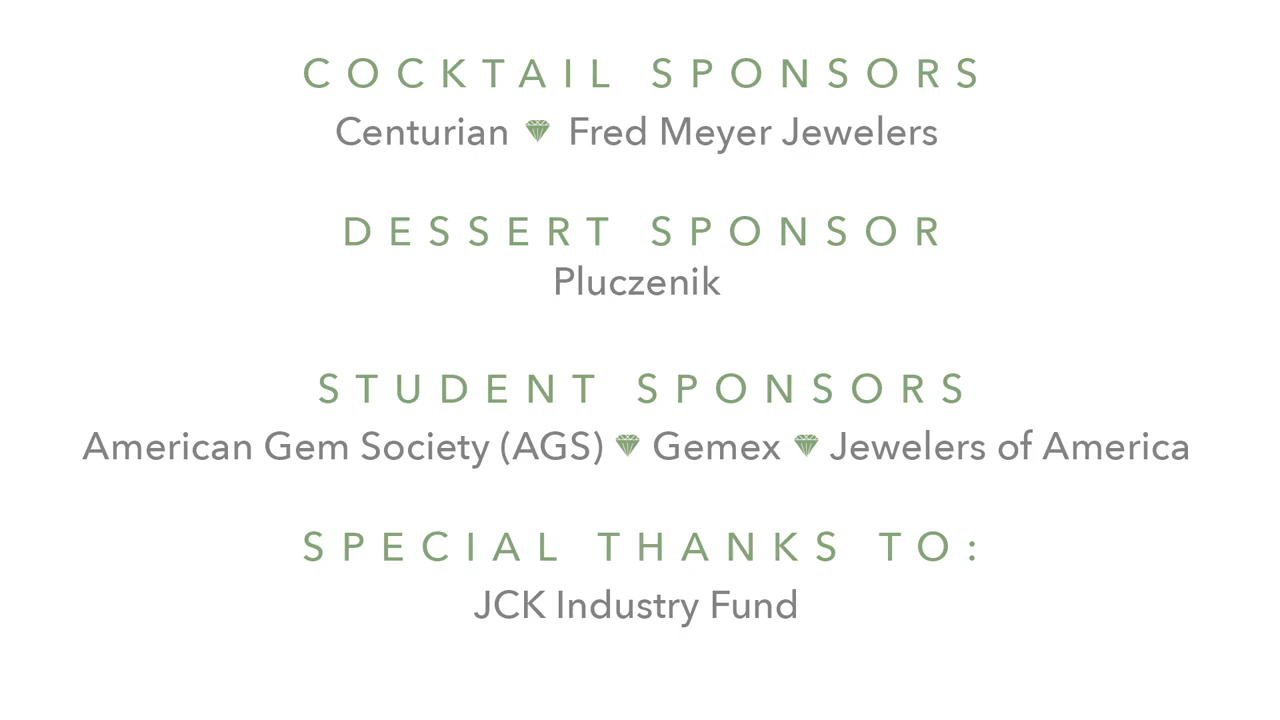 COCKTAIL SPONSORS
Centurian Fred Meyer Jewelers
DESSERT SPONSOR
Pluczenik
STUDENT SPONSORS
American Gem Society (AGS) Gemex Jewelers of America
SPECIAL THANKS TO:
JCK Industry Fund